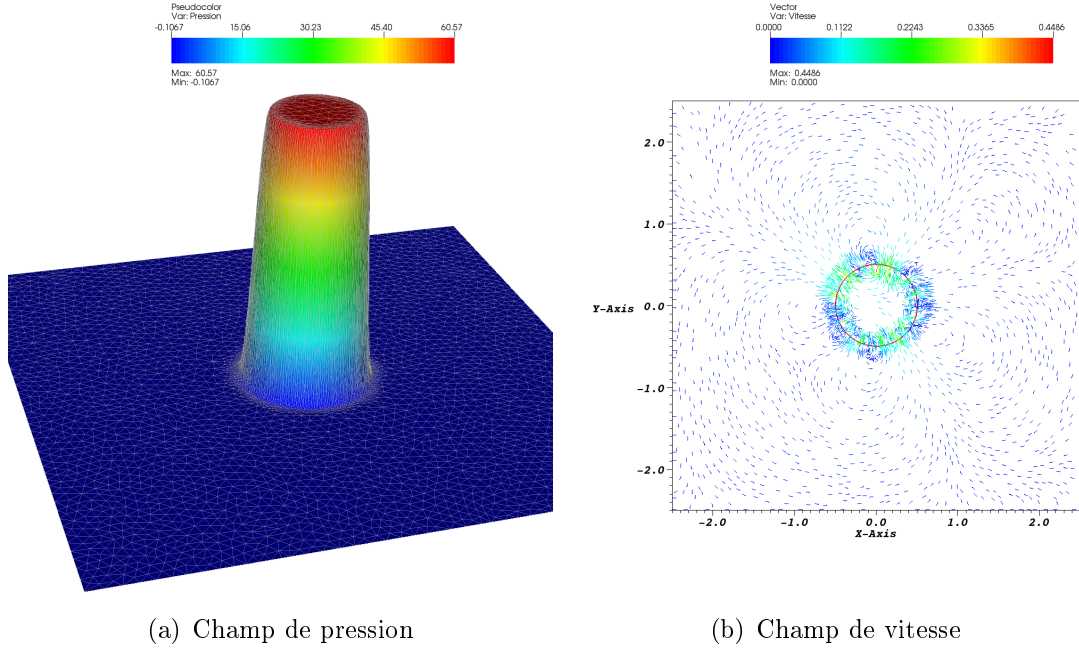 Pseudocolor
Var: Pression
-0.1067 15.06 30.23 45.40 60.57
Max: 60.57
Min: -0.1067
Vector
Var: Vitesse
0.0000 0.1122 0.2243 0.3365 0.4486
Max: 0.4486
Min: 0.0000
2.0
1.0
Y-Axis 0.0
-1.0
-2.0
-2.0 -1.0 0.0 1.0 2.0
X-Axis
(a) Champ de pression
(b) Champ de vitesse